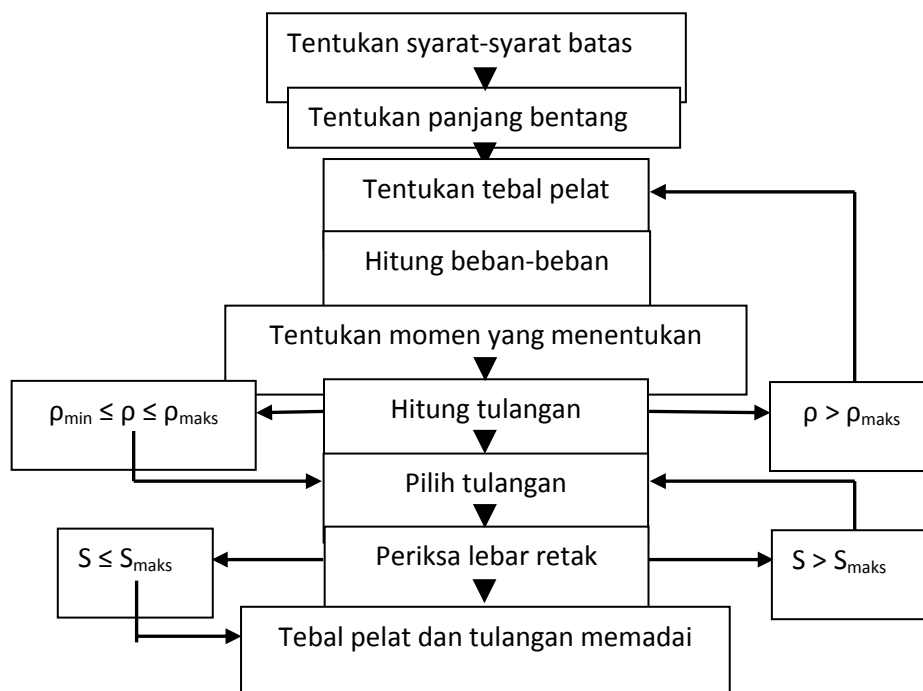 Tentukan syarat-syarat batas
Tentukan panjang bentang
Tentukan tebal pelat
Hitung beban-beban
Tentukan momen yang menentukan
ρmin ≤ ρ ≤ ρmaks
Hitung tulangan
ρ > ρmaks
Pilih tulangan
S ≤ Smaks
Periksa lebar retak
S > Smaks
Tebal pelat dan tulangan memadai